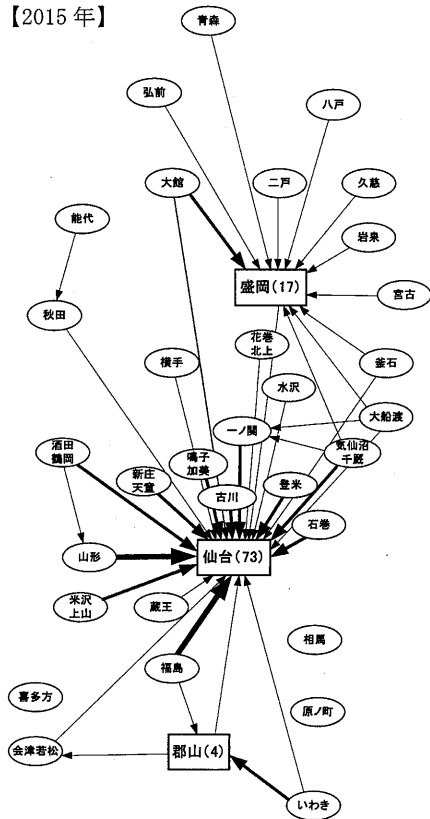 【2015年】
青森
弘前
八戸
大館
二戸
久慈
能代
岩泉
盛岡(17)
宮古
秋田
花巻
北上
横手
釜石
水沢
大船渡
一ノ関
酒田
鶴岡
鳴子
加美
気仙沼
千厩
新庄
天童
登米
古川
石巻
山形
仙台(73)
米沢
上山
蔵王
相馬
福島
喜多方
原ノ町
会津若松
郡山(4)
いわき